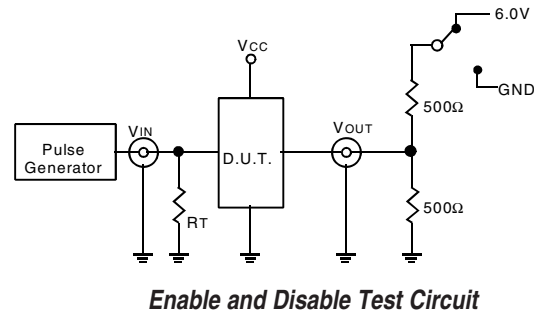 6.0V
VCC
GND
500Ω
VIN
VOUT
Pulse
Generator
D.U.T.
RT
500Ω
Enable and Disable Test Circuit